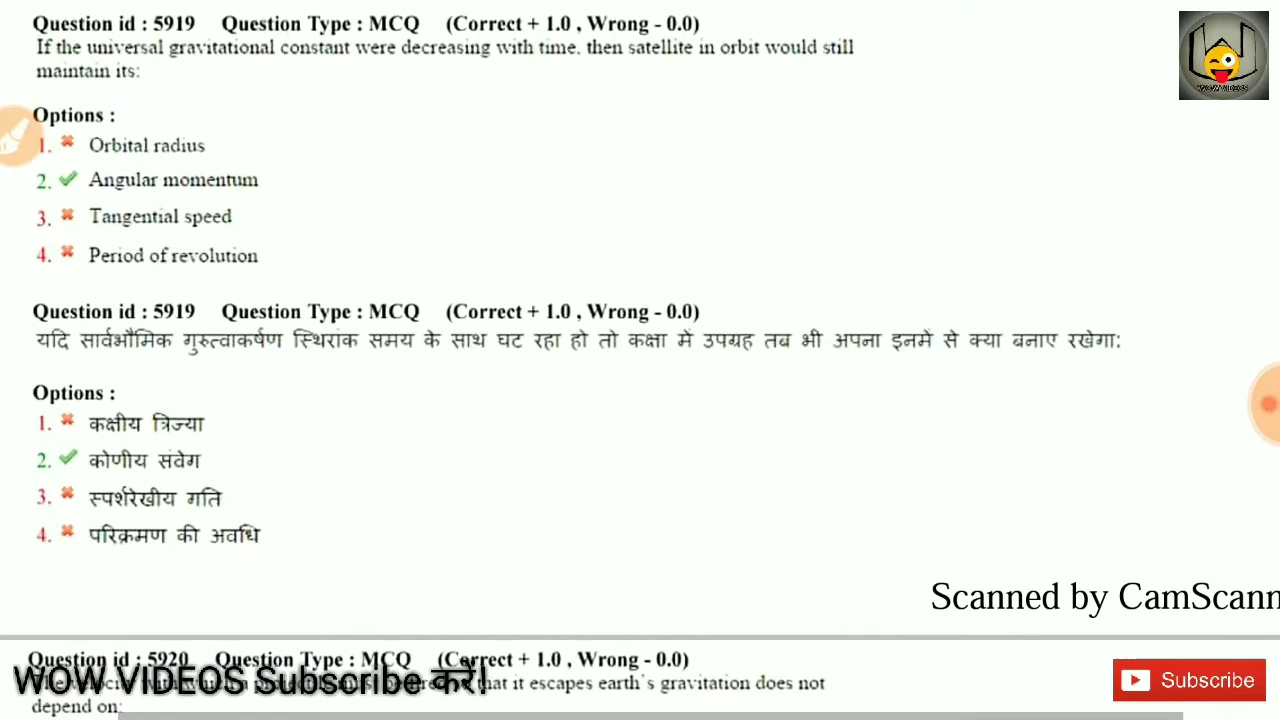 Question id : 5919 Question Type : MCQ (Correct + 1.0 , Wrong - 0.0)
If the universal gravitational constant were decreasing with time. then satellite in orbit would still
maintain its:
Options :
1. Orbital radius
2. Angular momentum
3. Tangential speed
4. Period of revolution
Question id : 5919 Question Type : MCQ (Correct + 1.0 , Wrong - 0.0)
यदि सार्वभौमिक गुरुत्वाकर्षण स्थिरांक समय के साथ घट रहा हो तो कक्षा में उपग्रह तब भी अपना इनमें से क्या बनाए रखेगा:
Options :
1. कक्षीय त्रिज्या
2. कोणीय संवेग
3. स्पर्शरेखीय गति
4. परिक्रमण की अवधि
Scanned by CamScann
Question id : 5920 Question Type : MCQ (Correct + 1.0 , Wrong - 0.0)
that it escapes earth's gravitation does not
depend on:
WOW VIDEOS Subscribe करें!
Subscribe
WOW VIDEOS